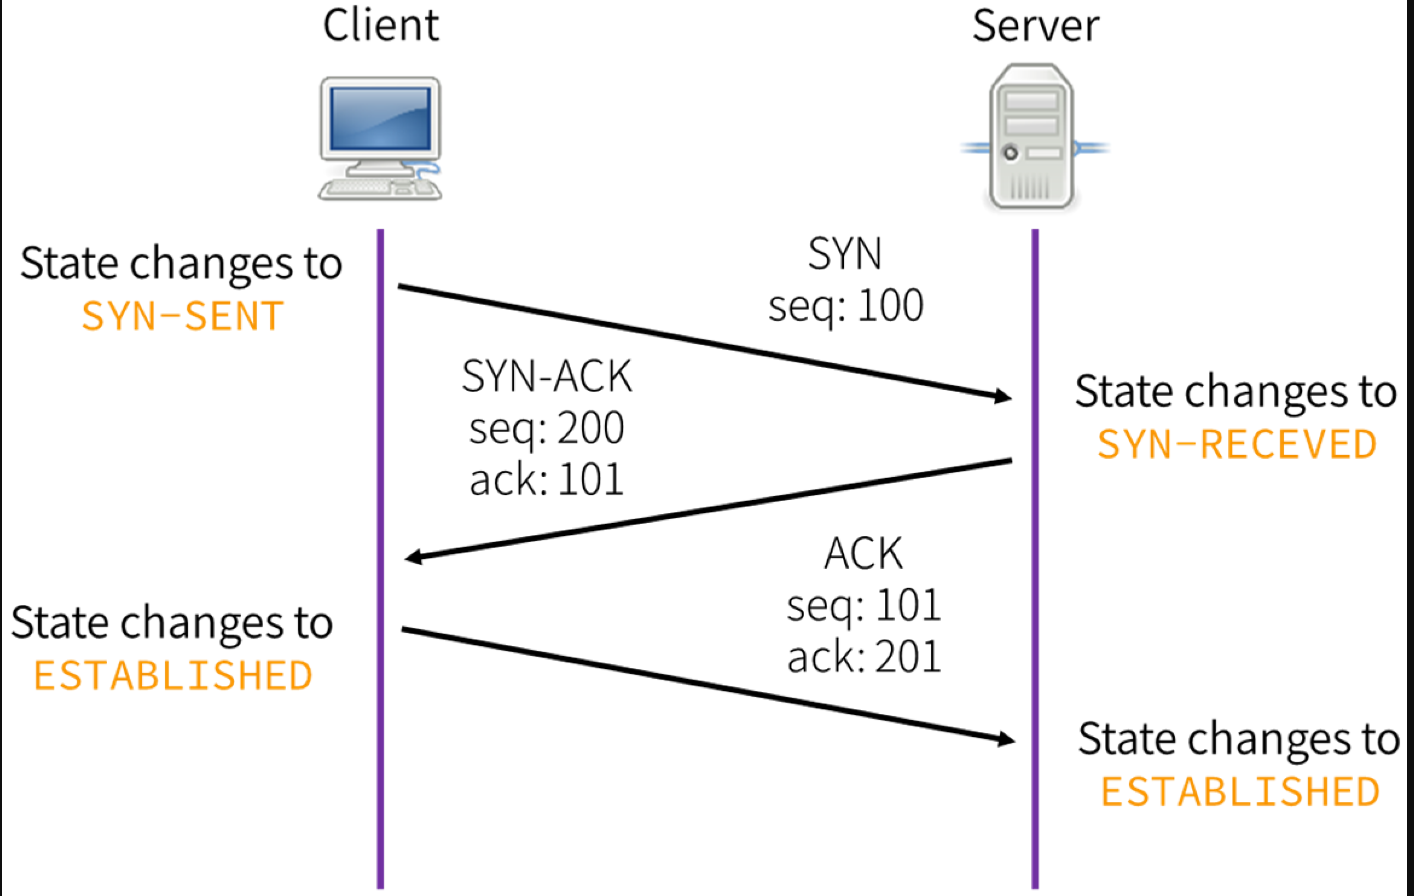 Client
Server
State changes to
SYN-SENT
SYN
seq: 100
SYN-ACK
seq: 200
ack: 101
State changes to
SYN-RECEVED
ACK
seq: 101
ack: 201
State changes to
ESTABLISHED
State changes to
ESTABLISHED